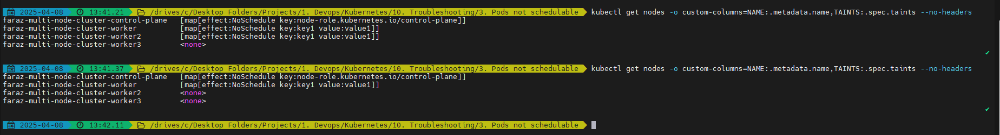 2025-04-08 13:41.21 /drives/c/Desktop Folders/Projects/1. Devops/Kubernetes/10. Troubleshooting/3. Pods not schedulable kubectl get nodes -o custom-columns=NAME:.metadata.name,TAINTS:.spec.taints --no-headers
faraz-multi-node-cluster-control-plane [map[effect:NoSchedule key:node-role.kubernetes.io/control-plane]]
faraz-multi-node-cluster-worker [map[effect:NoSchedule key:key1 value:value1]]
faraz-multi-node-cluster-worker2 [map[effect:NoSchedule key:key1 value:value1]]
faraz-multi-node-cluster-worker3 <none>
✔
2025-04-08 13:41.37 /drives/c/Desktop Folders/Projects/1. Devops/Kubernetes/10. Troubleshooting/3. Pods not schedulable kubectl get nodes -o custom-columns=NAME:.metadata.name,TAINTS:.spec.taints --no-headers
faraz-multi-node-cluster-control-plane [map[effect:NoSchedule key:node-role.kubernetes.io/control-plane]]
faraz-multi-node-cluster-worker [map[effect:NoSchedule key:key1 value:value1]]
faraz-multi-node-cluster-worker2 <none>
faraz-multi-node-cluster-worker3 <none>
✔
2025-04-08 13:42.11 /drives/c/Desktop Folders/Projects/1. Devops/Kubernetes/10. Troubleshooting/3. Pods not schedulable